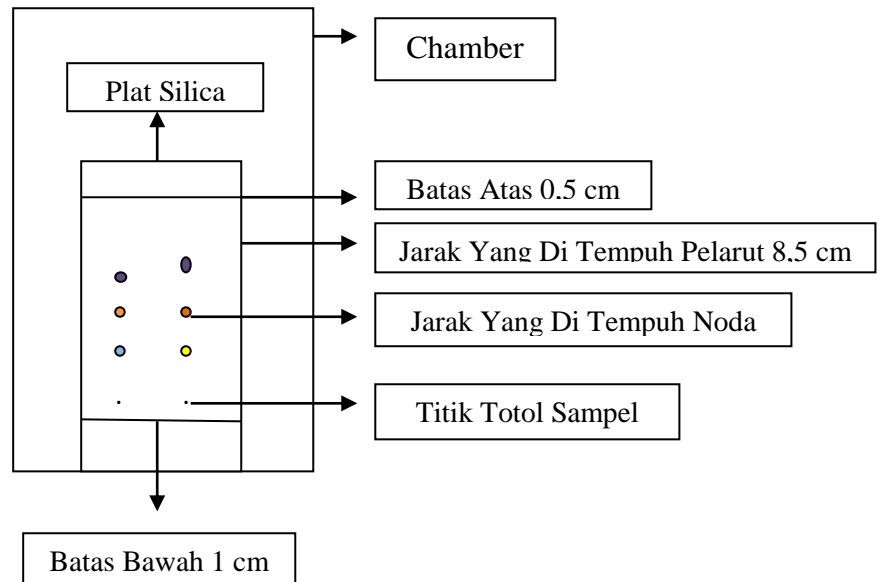 Chamber
Plat Silica
Batas Atas 0.5 cm
Jarak Yang Di Tempuh Pelarut 8.5 cm
Jarak Yang Di Tempuh Noda
Titik Totol Sampel
Batas Bawah 1 cm